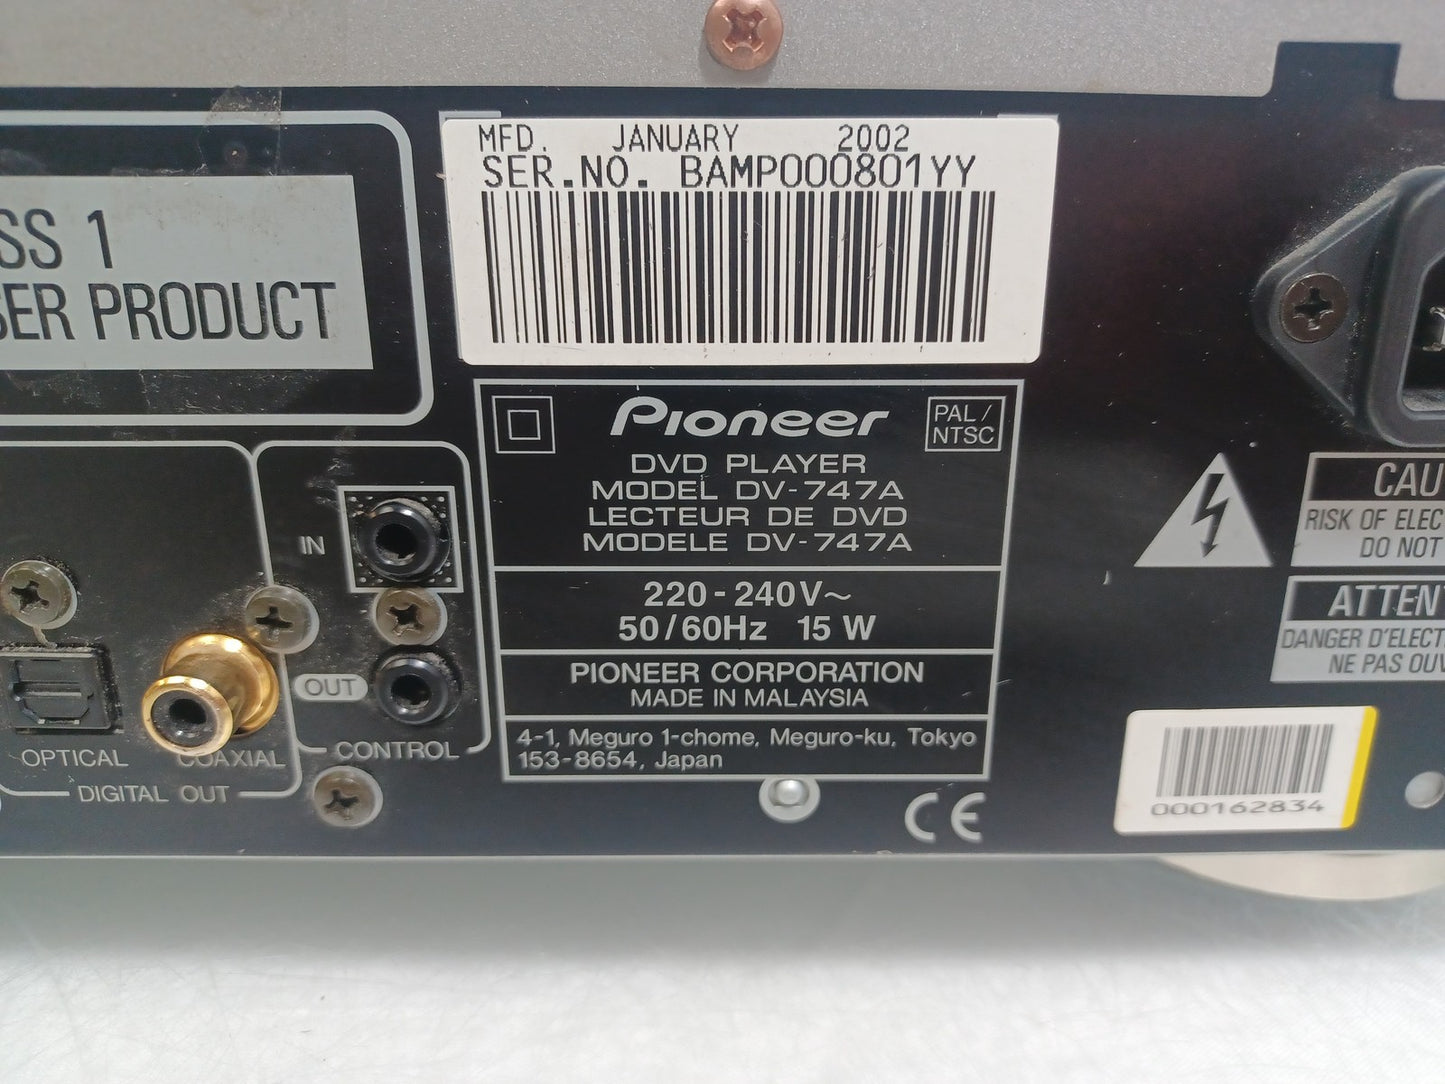 MFD. JANUARY 2002
SER.NO. BAMP000801YY
SS 1
SER PRODUCT
Pioneer
PAL/
NTSC
DVD PLAYER
MODEL DV-747A
LECTEUR DE DVD
MODELE DV-747A
220-240V~
50/60Hz 15 W
PIONEER CORPORATION
MADE IN MALAYSIA
4-1, Meguro 1-chome, Meguro-ku, Tokyo
153-8654, Japan
CE
IN
OUT
CONTROL
OPTICAL
COAXIAL
DIGITAL OUT
CAU
RISK OF ELEC
DO NOT
ATTEN
DANGER D'ELECT
NE PAS OUV
000162834